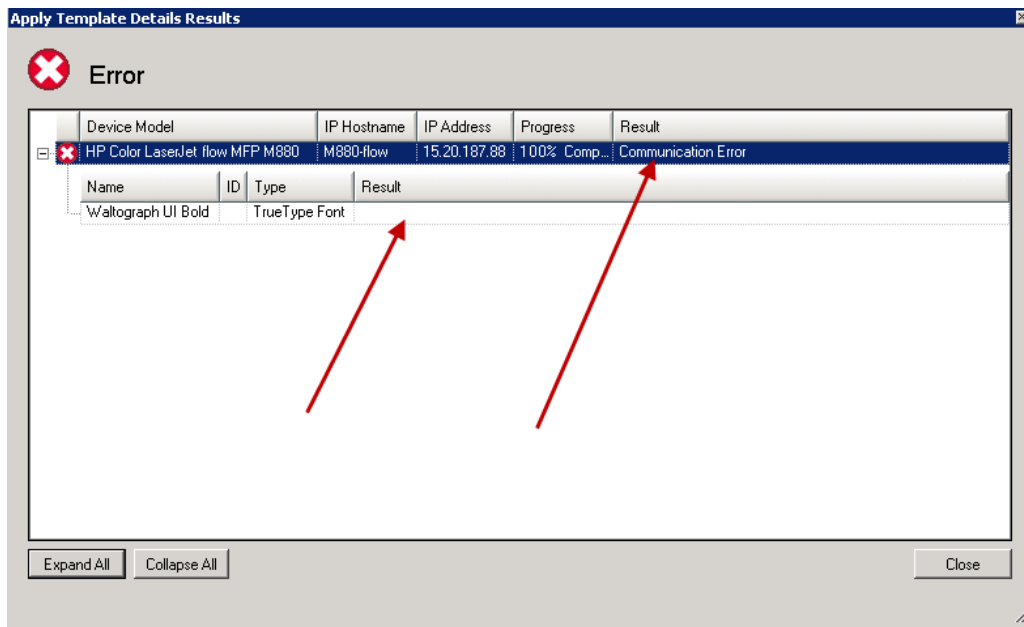 Apply Template Details Results
Error
Device Model IP Hostname IP Address Progress Result
HP Color LaserJet flow MFP M880 M880-flow 15.20.187.88 100% Comp... Communication Error
Name ID Type Result
Waltograph UI Bold TrueType Font
Expand All Collapse All Close